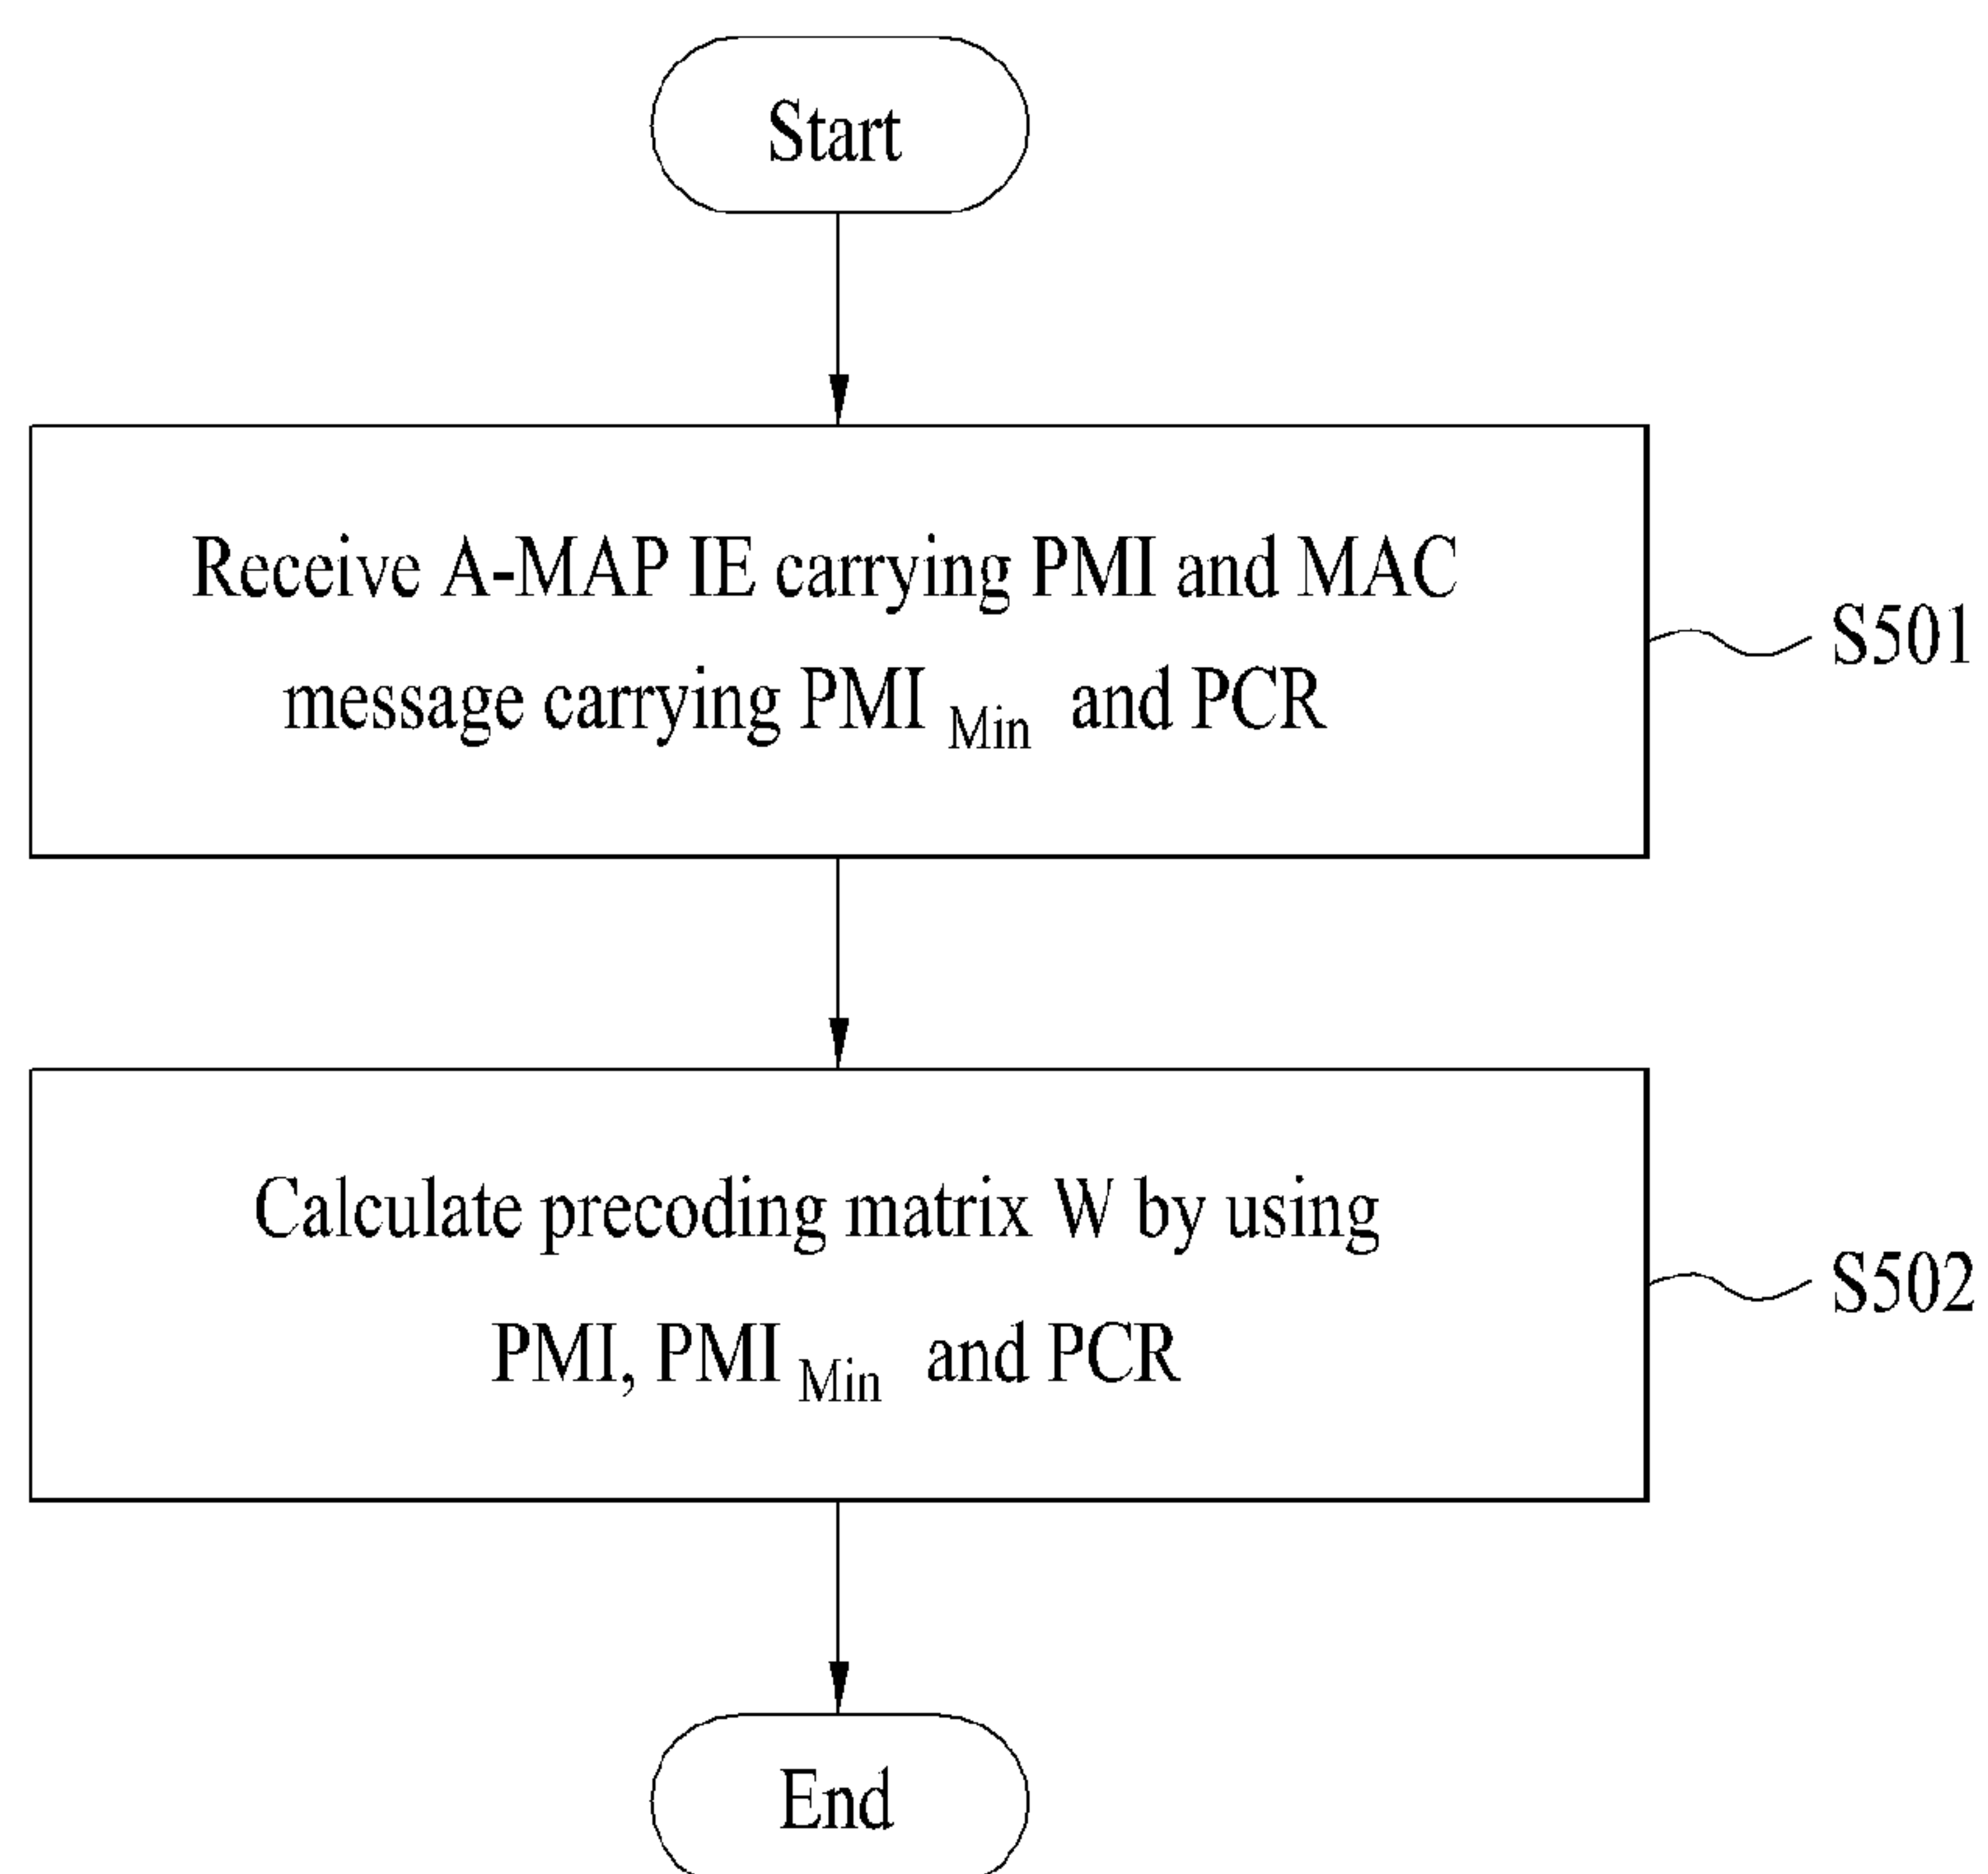 Start
Receive A-MAP IE carrying PMI and MAC
message carrying PMI Min and PCR
S501
Calculate precoding matrix W by using
PMI, PMI Min and PCR
S502
End